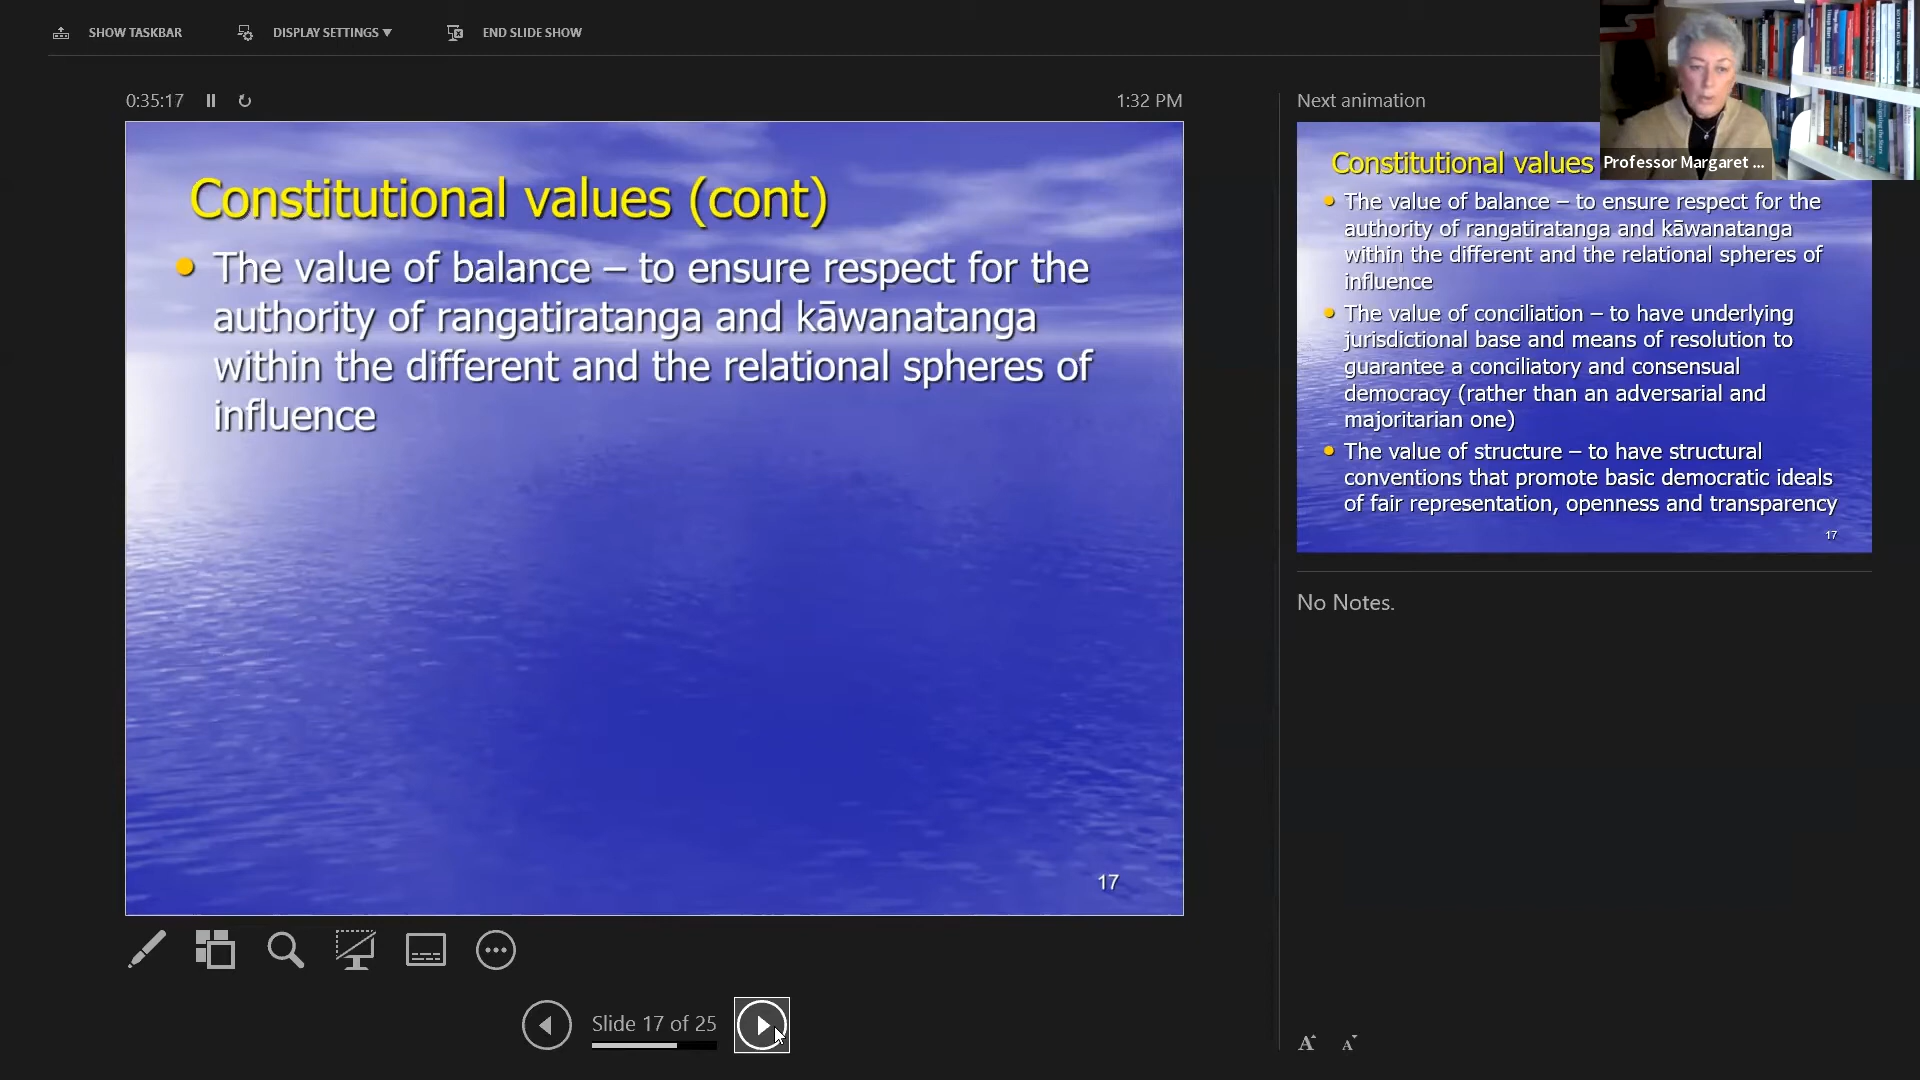 SHOW TASKBAR
DISPLAY SETTINGS ▼
END SLIDE SHOW
0:35:17
1:32 PM
Constitutional values (cont)
• The value of balance – to ensure respect for the
authority of rangatiratanga and kāwanatanga
within the different and the relational spheres of
influence
17
Slide 17 of 25
Next animation
Professor Margaret ...
Constitutional values
• The value of balance – to ensure respect for the
authority of rangatiratanga and kāwanatanga
within the different and the relational spheres of
influence
• The value of conciliation – to have underlying
jurisdictional base and means of resolution to
guarantee a conciliatory and consensual
democracy (rather than an adversarial and
majoritarian one)
• The value of structure – to have structural
conventions that promote basic democratic ideals
of fair representation, openness and transparency
17
No Notes.
A A